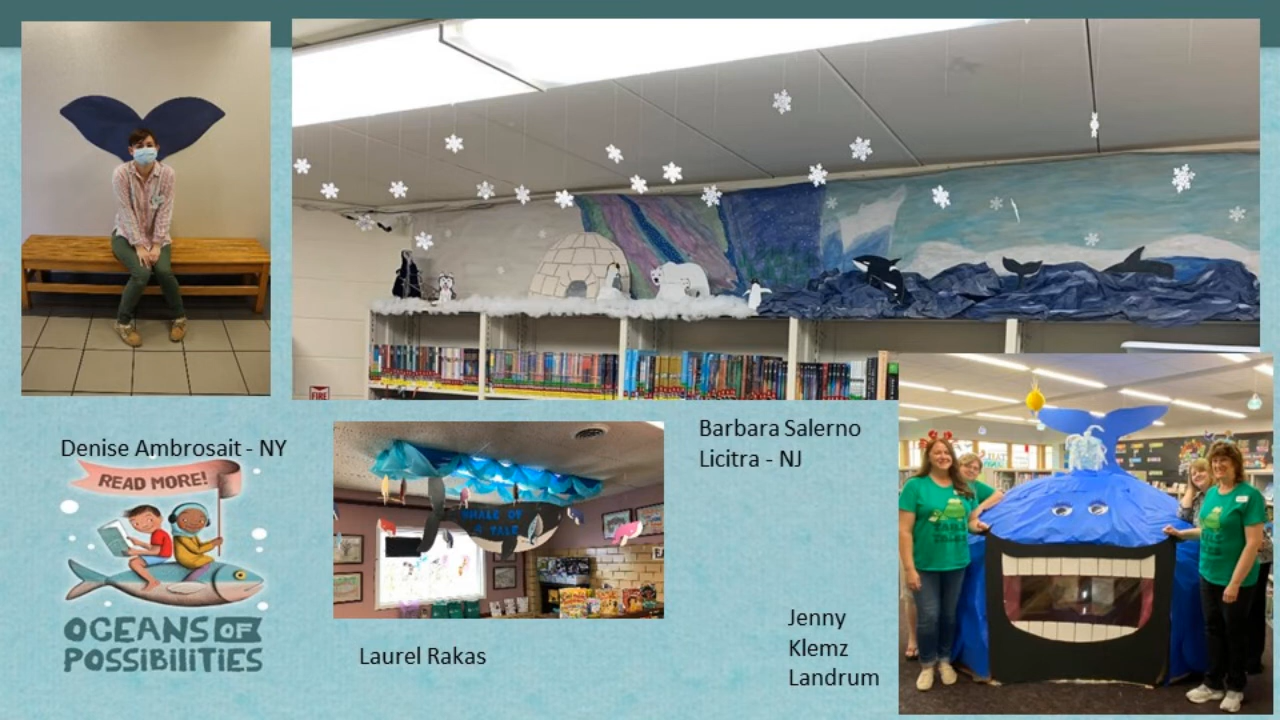 FIRE
Denise Ambrosait - NY
READ MORE!
OCEANS OF
POSSIBILITIES
WHALE OF
A TALE
Laurel Rakas
Barbara Salerno
Licitra - NJ
Jenny
Klemz
Landrum